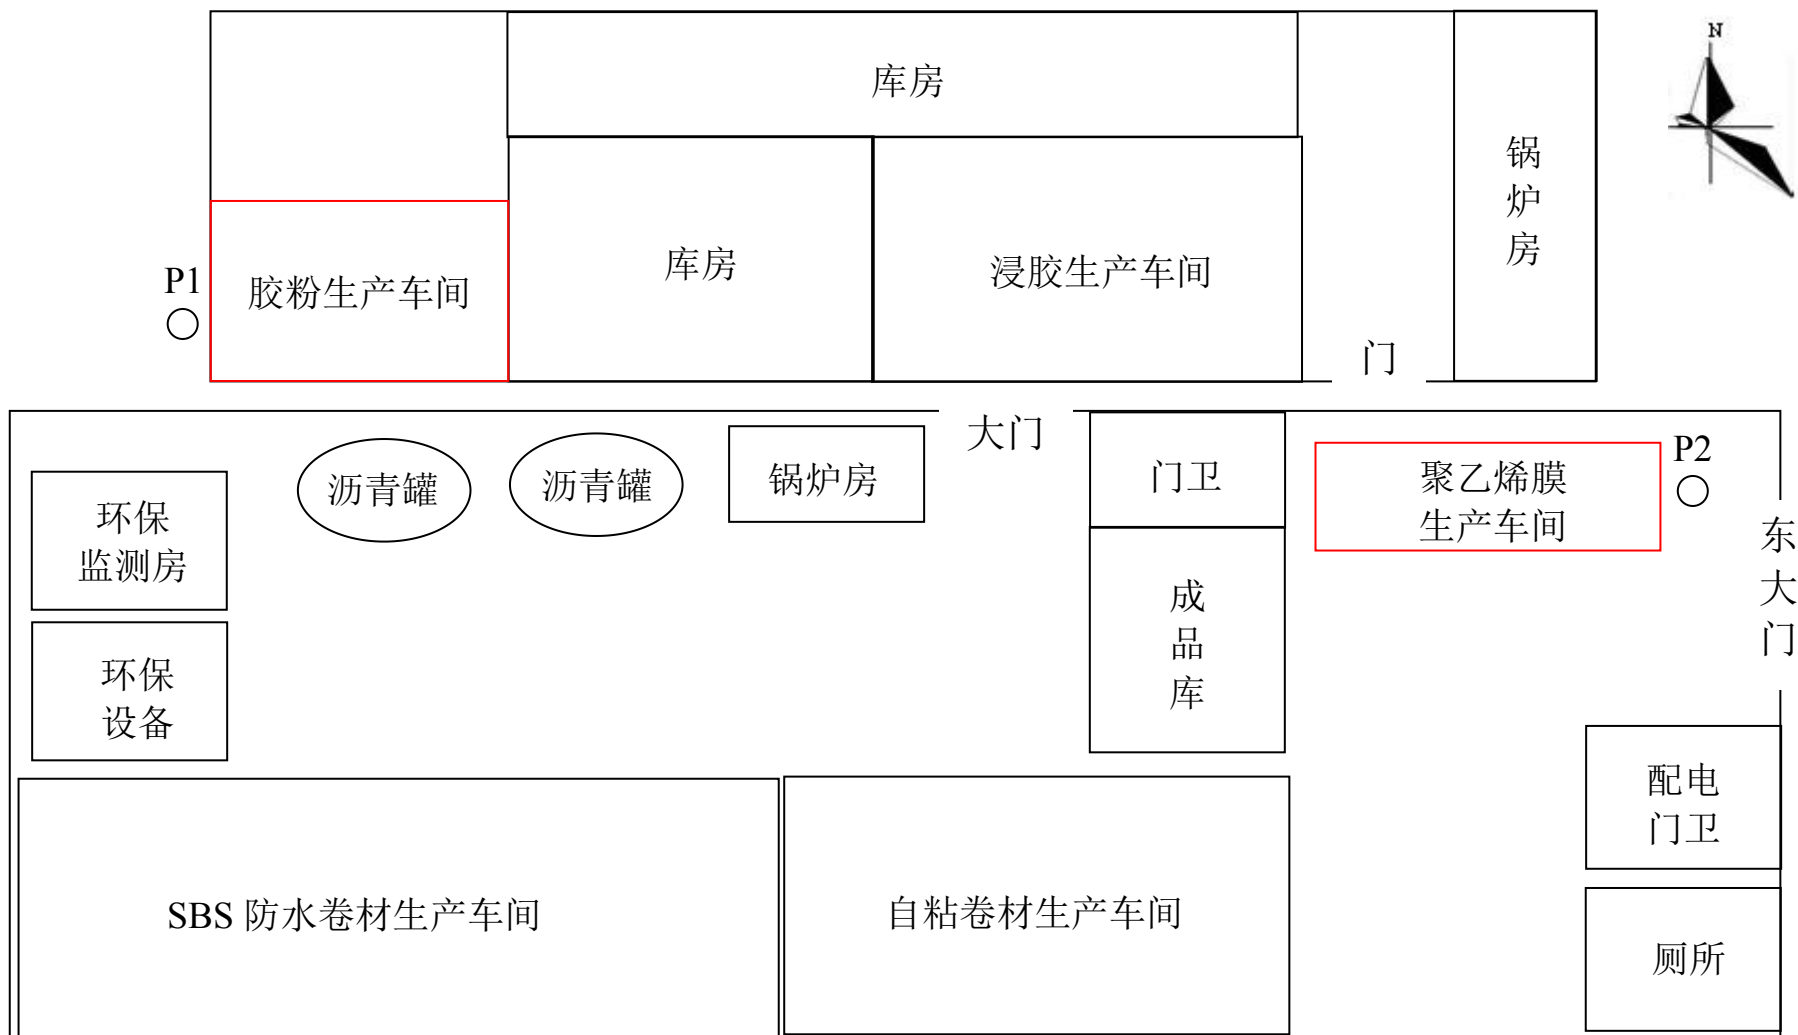 N
库房
锅
炉
房
库房
浸胶生产车间
P1
胶粉生产车间
门
大门
沥青罐
沥青罐
锅炉房
门卫
聚乙烯膜
生产车间
P2
环保
监测房
东
大
门
成
品
库
环保
设备
配电
门卫
SBS 防水卷材生产车间
自粘卷材生产车间
厕所